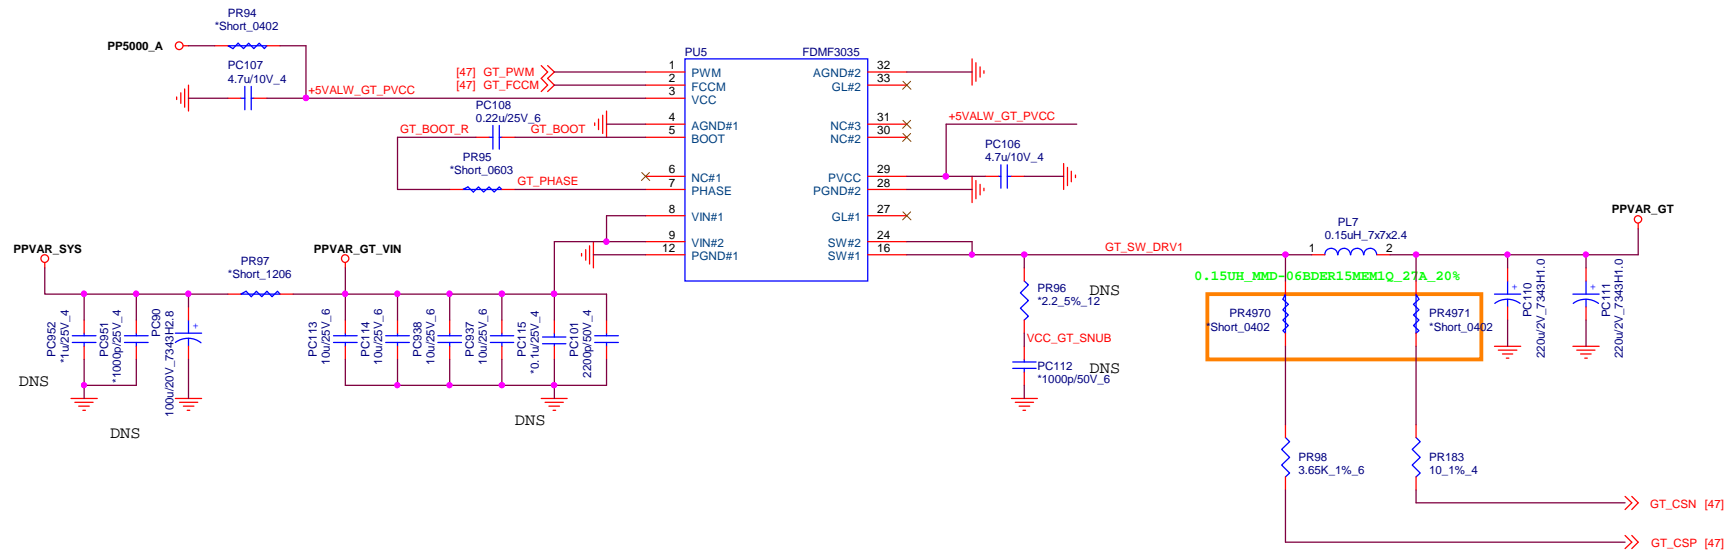 PR94
*Short_0402
PP5000_A
PC107
4.7u/10V_4
+5VALW_GT_PVCC
[47] GT_PWM
[47] GT_FCCM
PU5
FDMF3035
1
PWM
2
FCCM
3
VCC
4
AGND#1
5
BOOT
6
NC#1
7
PHASE
8
VIN#1
9
VIN#2
12
PGND#1
32
AGND#2
33
GL#2
31
NC#3
30
NC#2
29
PVCC
28
PGND#2
27
GL#1
24
SW#2
16
SW#1
PC108
0.22u/25V_6
GT_BOOT_R
GT_BOOT
PR95
*Short_0603
GT_PHASE
+5VALW_GT_PVCC
PC106
4.7u/10V_4
PPVAR_SYS
PR97
*Short_1206
PPVAR_GT_VIN
PC952
*1u/25V_4
PC951
*1000p/25V_4
PC90
100u/20V_7343H2.8
DNS
DNS
PC113
10u/25V_6
PC114
10u/25V_6
PC938
10u/25V_6
PC937
10u/25V_6
PC115
*0.1u/25V_4
PC101
2200p/50V_4
DNS
GT_SW_DRV1
PR96
*2.2_5%_12
DNS
VCC_GT_SNUB
PC112
*1000p/50V_6
DNS
PL7
0.15uH_7x7x2.4
1
2
PPVAR_GT
0.15UH_MMD-06BDER15MEM1Q_27A_20%
PR4970
*Short_0402
PR4971
*Short_0402
+
PC110
220u/2V_7343H1.0
+
PC111
220u/2V_7343H1.0
PR98
3.65K_1%_6
PR183
10_1%_4
GT_CSN [47]
GT_CSP [47]